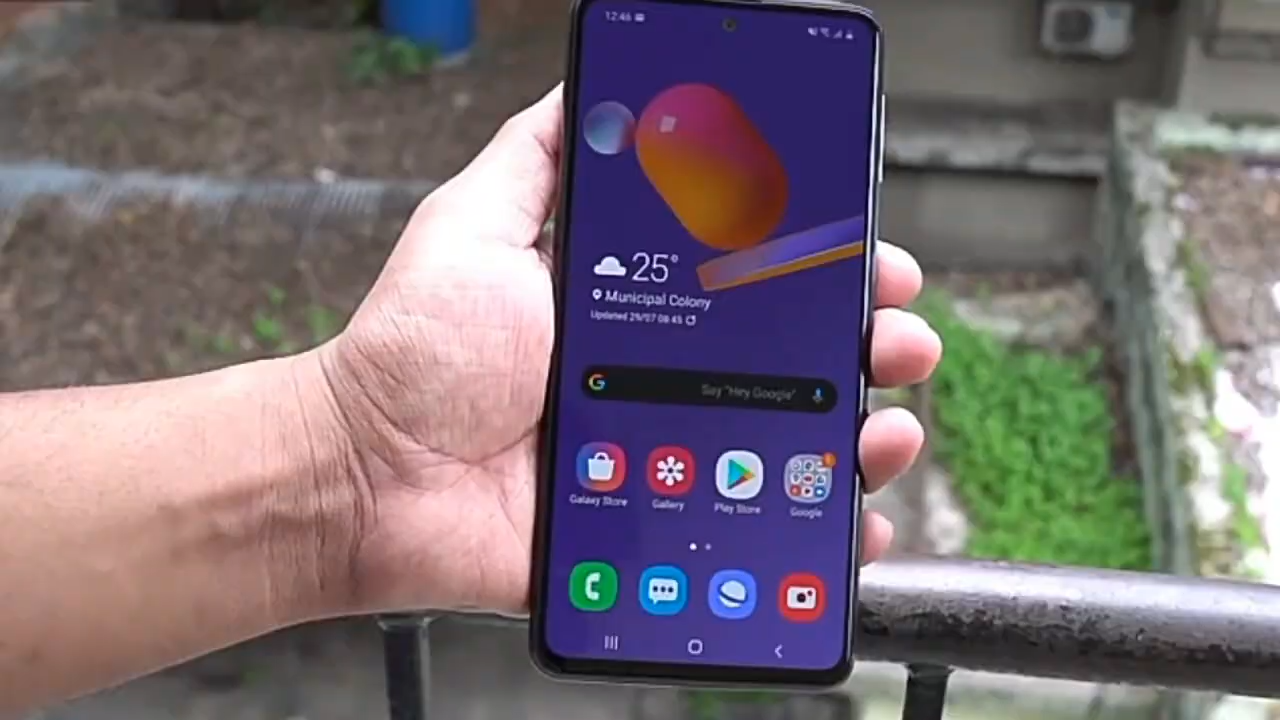 12:46
25°
Municipal Colony
Updated 29/07 08:45
G Say "Hey Google"
Galaxy Store
Gallery
Play Store
Google